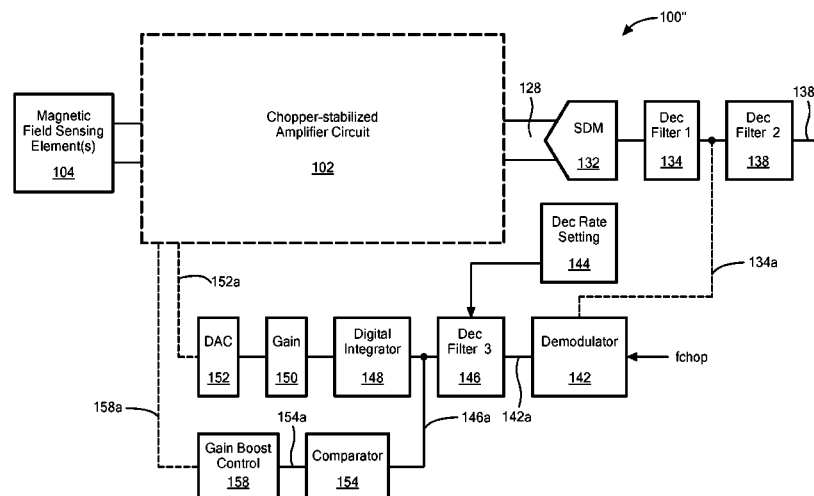 100"
Magnetic
Field Sensing
Element(s)
104
Chopper-stabilized
Amplifier Circuit
102
128
SDM
132
Dec
Filter 1
134
Dec
Filter 2
138
138
Dec Rate
Setting
144
134a
152a
DAC
152
Gain
150
Digital
Integrator
148
Dec
Filter 3
146
Demodulator
142
fchop
142a
146a
158a
154a
Gain Boost
Control
158
Comparator
154